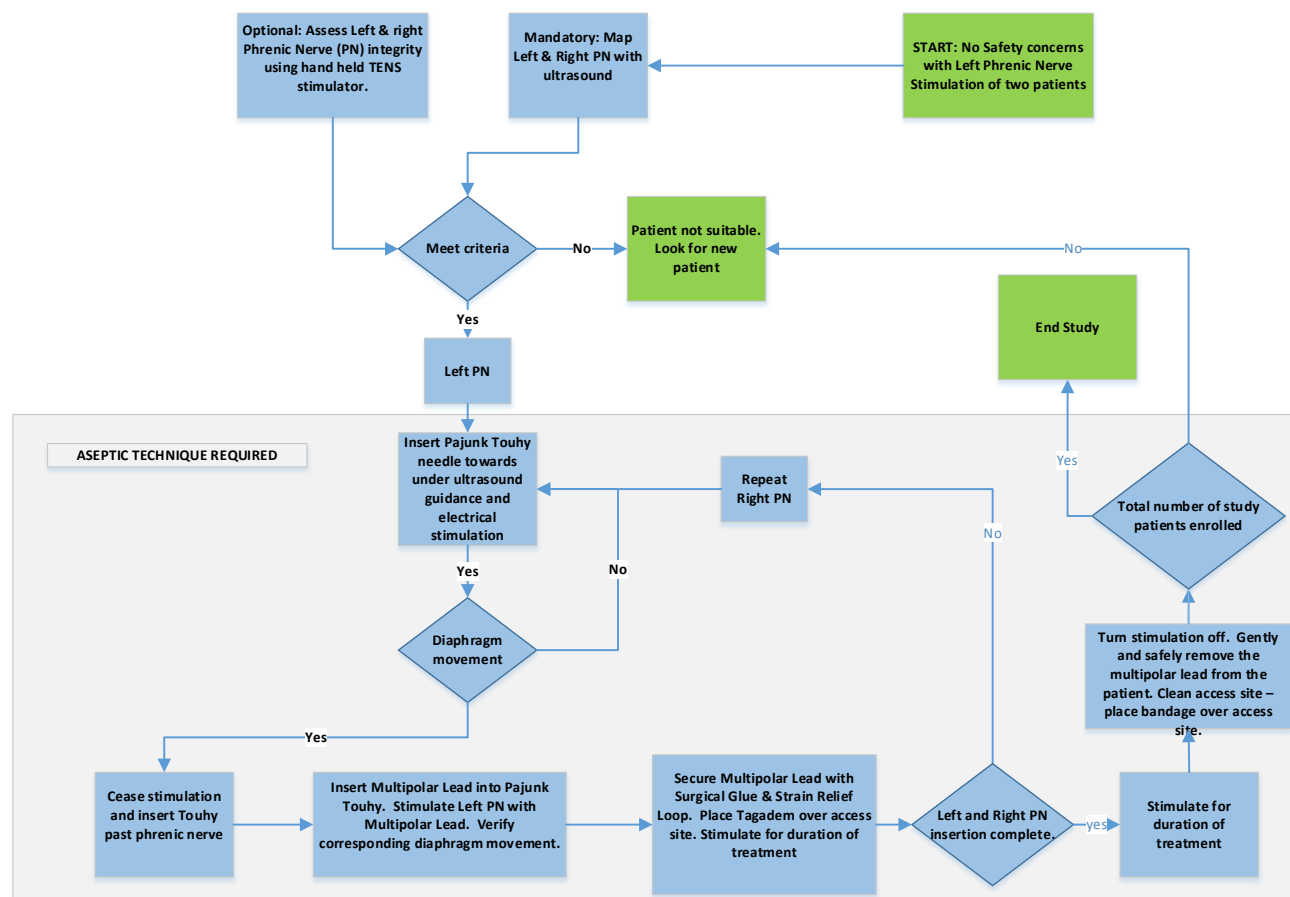 Optional: Assess Left & right
Phrenic Nerve (PN) integrity
using hand held TENS
stimulator.
Mandatory: Map
Left & Right PN with
ultrasound
START: No Safety concerns
with Left Phrenic Nerve
Stimulation of two patients
Meet criteria
No
Patient not suitable.
Look for new
patient
No
Yes
End Study
Left PN
ASEPTIC TECHNIQUE REQUIRED
Insert Pajunk Touhy
needle towards
under ultrasound
guidance and
electrical
stimulation
Repeat
Right PN
Yes
Total number of study
patients enrolled
No
Yes
No
Diaphragm
movement
Turn stimulation off. Gently
and safely remove the
multipolar lead from the
patient. Clean access site –
place bandage over access
site.
Yes
Cease stimulation
and insert Touhy
past phrenic nerve
Insert Multipolar Lead into Pajunk
Touhy. Stimulate Left PN with
Multipolar Lead. Verify
corresponding diaphragm movement.
Secure Multipolar Lead with
Surgical Glue & Strain Relief
Loop. Place Tagadem over access
site. Stimulate for duration of
treatment
Left and Right PN
insertion complete.
yes
Stimulate for
duration of
treatment